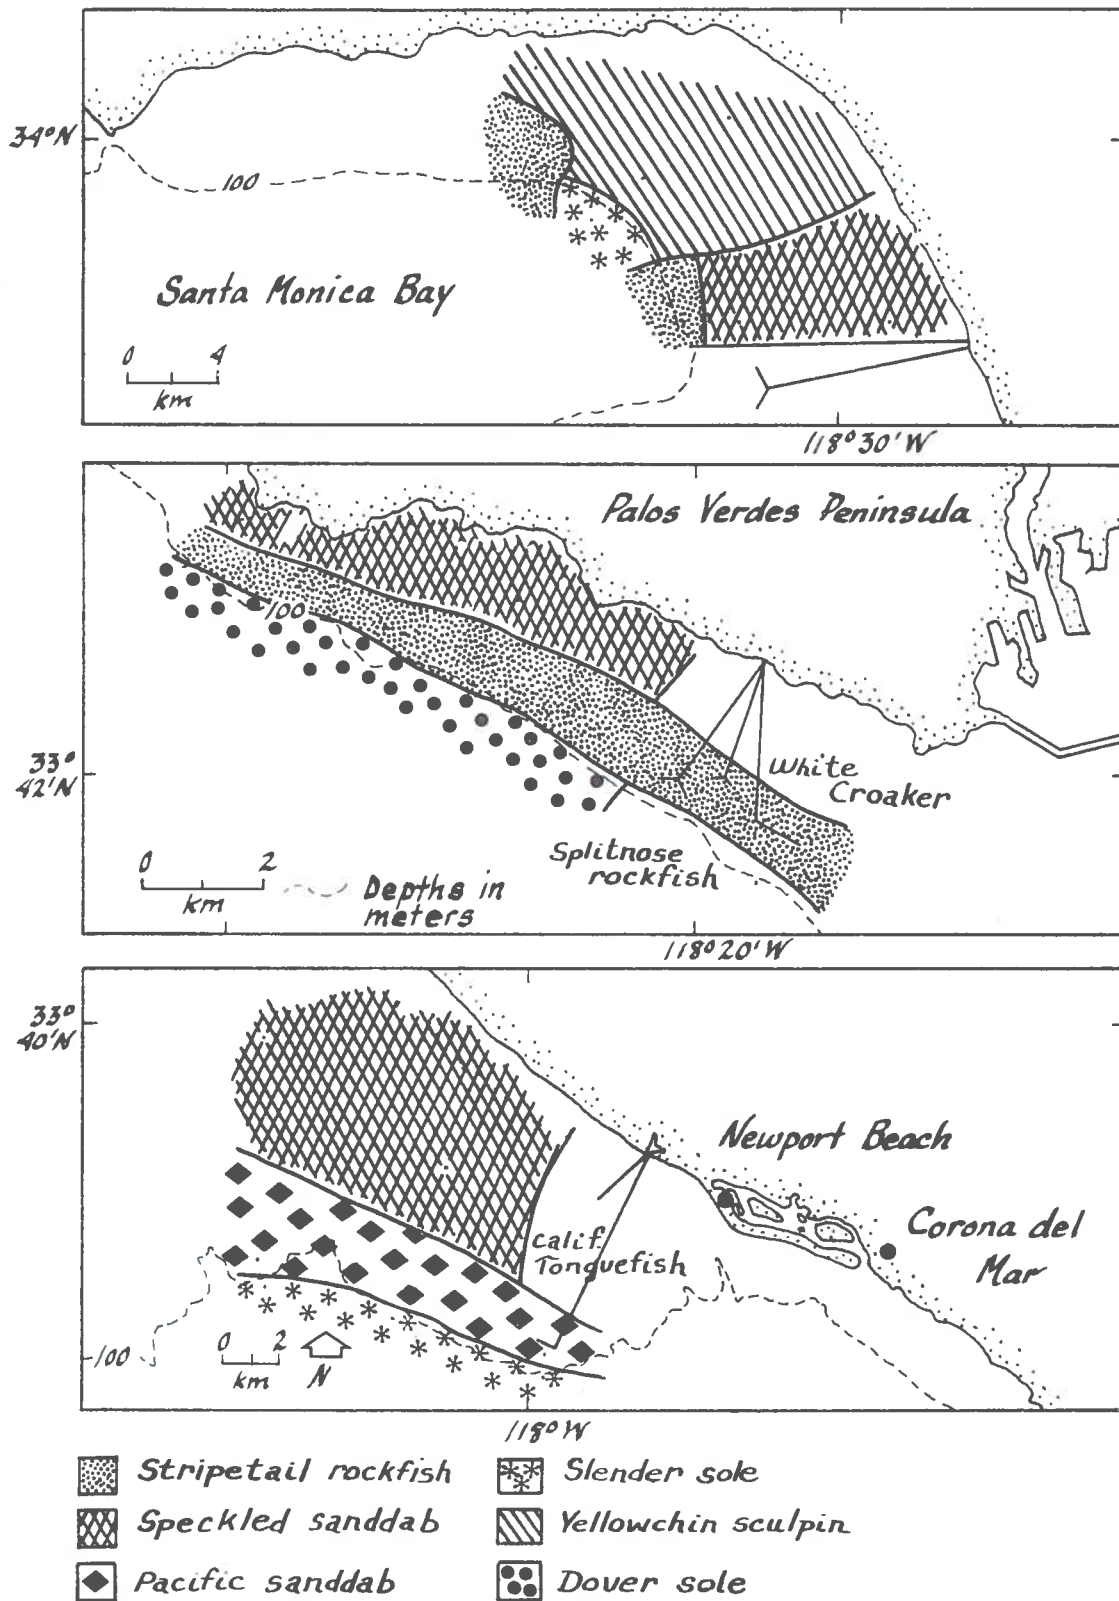 34°N
100
Santa Monica Bay
0 4
km
118°30'W
Palos Verdes Peninsula
100
33°
42'N
White
Croaker
Splitnose
rockfish
0 2
km
Depths in
meters
118°20'W
33°
40'N
Newport Beach
Corona del
Mar
Calif.
Tonguefish
0 2
km
N
100
118°W
Stripetail rockfish
Slender sole
Speckled sanddab
Yellowchin sculpin
Pacific sanddab
Dover sole